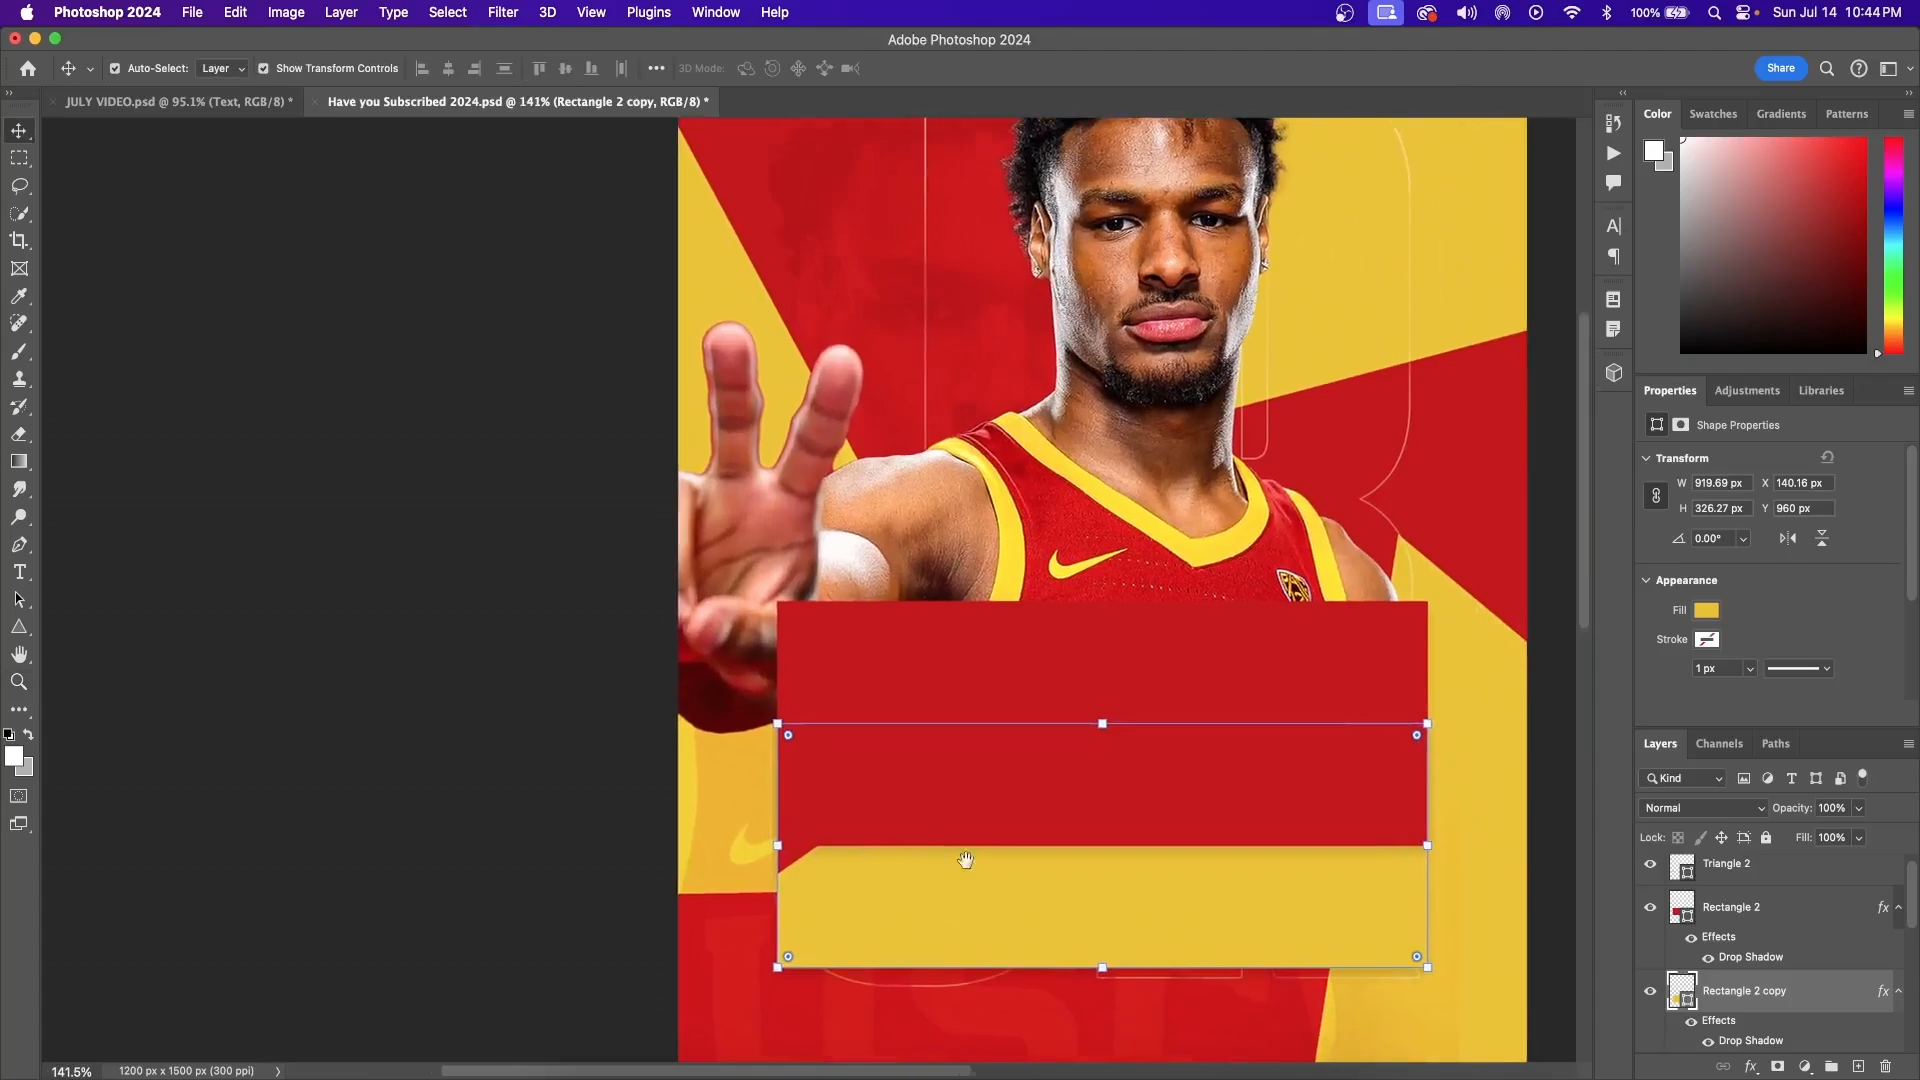 Photoshop 2024 File Edit Image Layer Type Select Filter 3D View Plugins Window Help 100% Sun Jul 14 10:44 PM
Adobe Photoshop 2024
Auto-Select: Layer Show Transform Controls 3D Mode: Share
JULY VIDEO.psd @ 95.1% (Text, RGB/8) * Have you Subscribed 2024.psd @ 141% (Rectangle 2 copy, RGB/8) *
Color Swatches Gradients Patterns
Properties Adjustments Libraries
Shape Properties
Transform
W 919.69 px X 140.16 px
H 326.27 px Y 960 px
0.00°
Appearance
Fill
Stroke
1 px
Layers Channels Paths
Kind
Normal Opacity: 100%
Lock: Fill: 100%
Triangle 2
Rectangle 2 fx
Effects
Drop Shadow
Rectangle 2 copy fx
Effects
Drop Shadow
141.5% 1200 px x 1500 px (300 ppi)